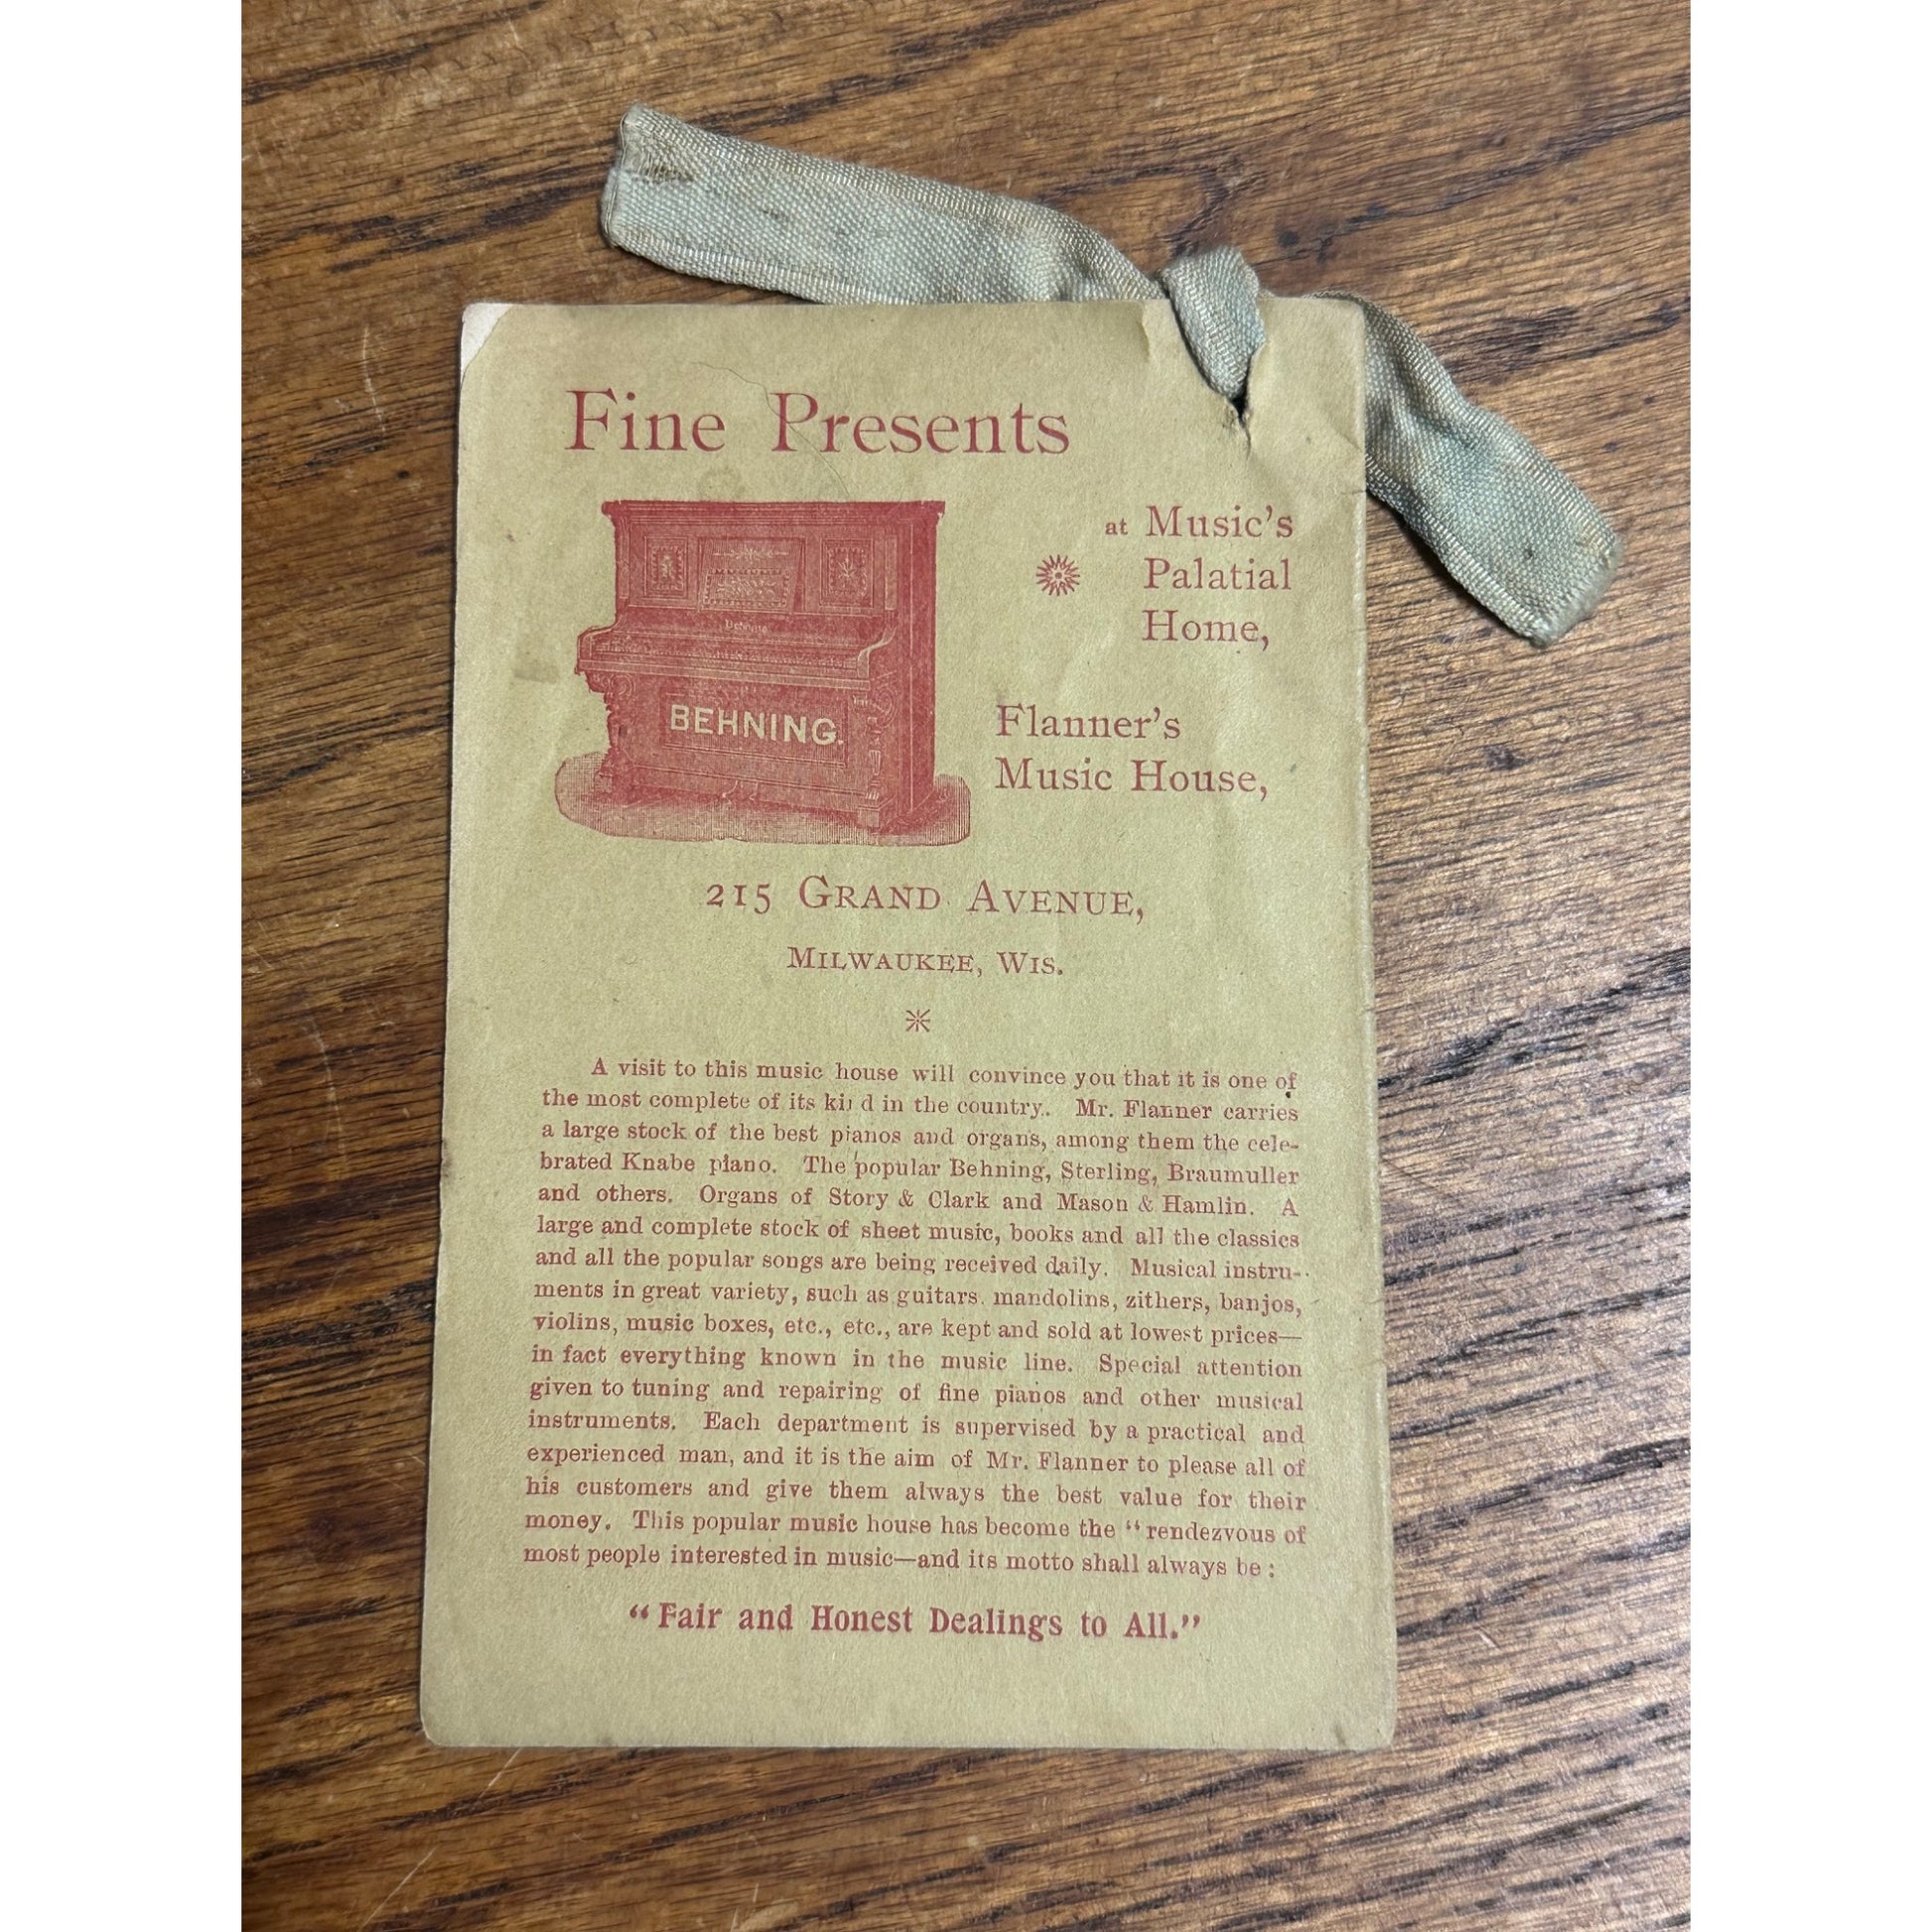 Fine Presents
at Music's
Palatial
Home,
Behning
BEHNING.
Flanner's
Music House,
215 GRAND AVENUE,
MILWAUKEE, WIS.
A visit to this music house will convince you that it is one of
the most complete of its kind in the country. Mr. Flanner carries
a large stock of the best pianos and organs, among them the cele-
brated Knabe piano. The popular Behning, Sterling, Braumuller
and others. Organs of Story & Clark and Mason & Hamlin. A
large and complete stock of sheet music, books and all the classics
and all the popular songs are being received daily. Musical instru-
ments in great variety, such as guitars. mandolins, zithers, banjos,
violins, music boxes, etc., etc., are kept and sold at lowest prices—
in fact everything known in the music line. Special attention
given to tuning and repairing of fine pianos and other musical
instruments. Each department is supervised by a practical and
experienced man, and it is the aim of Mr. Flanner to please all of
his customers and give them always the best value for their
money. This popular music house has become the “rendezvous of
most people interested in music—and its motto shall always be:
“Fair and Honest Dealings to All.”